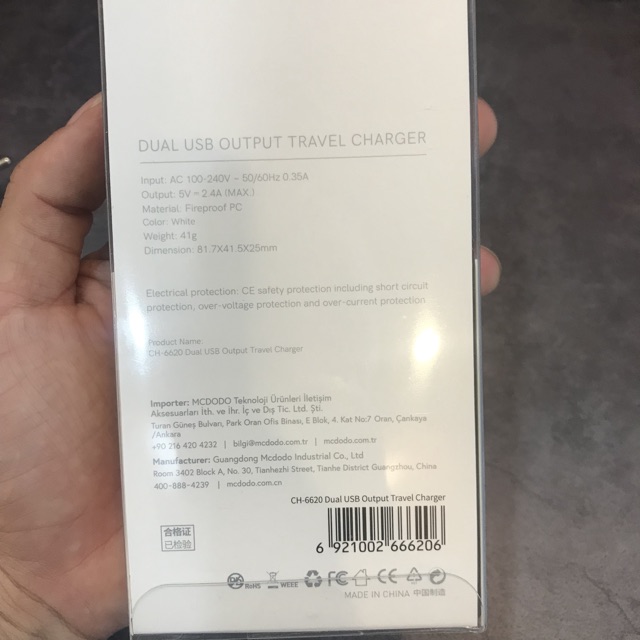 DUAL USB OUTPUT TRAVEL CHARGER
Input: AC 100-240V ~ 50/60Hz 0.35A
Output: 5V ⎓ 2.4A (MAX.)
Material: Fireproof PC
Color: White
Weight: 41g
Dimension: 81.7X41.5X25mm
Electrical protection: CE safety protection including short circuit
protection, over-voltage protection and over-current protection
Product Name:
CH-6620 Dual USB Output Travel Charger
Importer: MCDODO Teknoloji Ürünleri İletişim
Aksesuarları İth. ve İhr. İç ve Dış Tic. Ltd. Şti.
Turan Güneş Bulvarı, Park Oran Ofis Binası, E Blok, 4. Kat No:7 Oran, Çankaya
/Ankara
+90 216 420 4232 | bilgi@mcdodo.com.tr | mcdodo.com.tr
Manufacturer: Guangdong Mcdodo Industrial Co., Ltd
Room 3402 Block A, No. 30, Tianhezhi Street, Tianhe District Guangzhou, China
400-888-4239 | mcdodo.com.cn
CH-6620 Dual USB Output Travel Charger
6 921002 666206
合格证
已检验
OK RoHS WEEE FC CE
MADE IN CHINA 中国制造